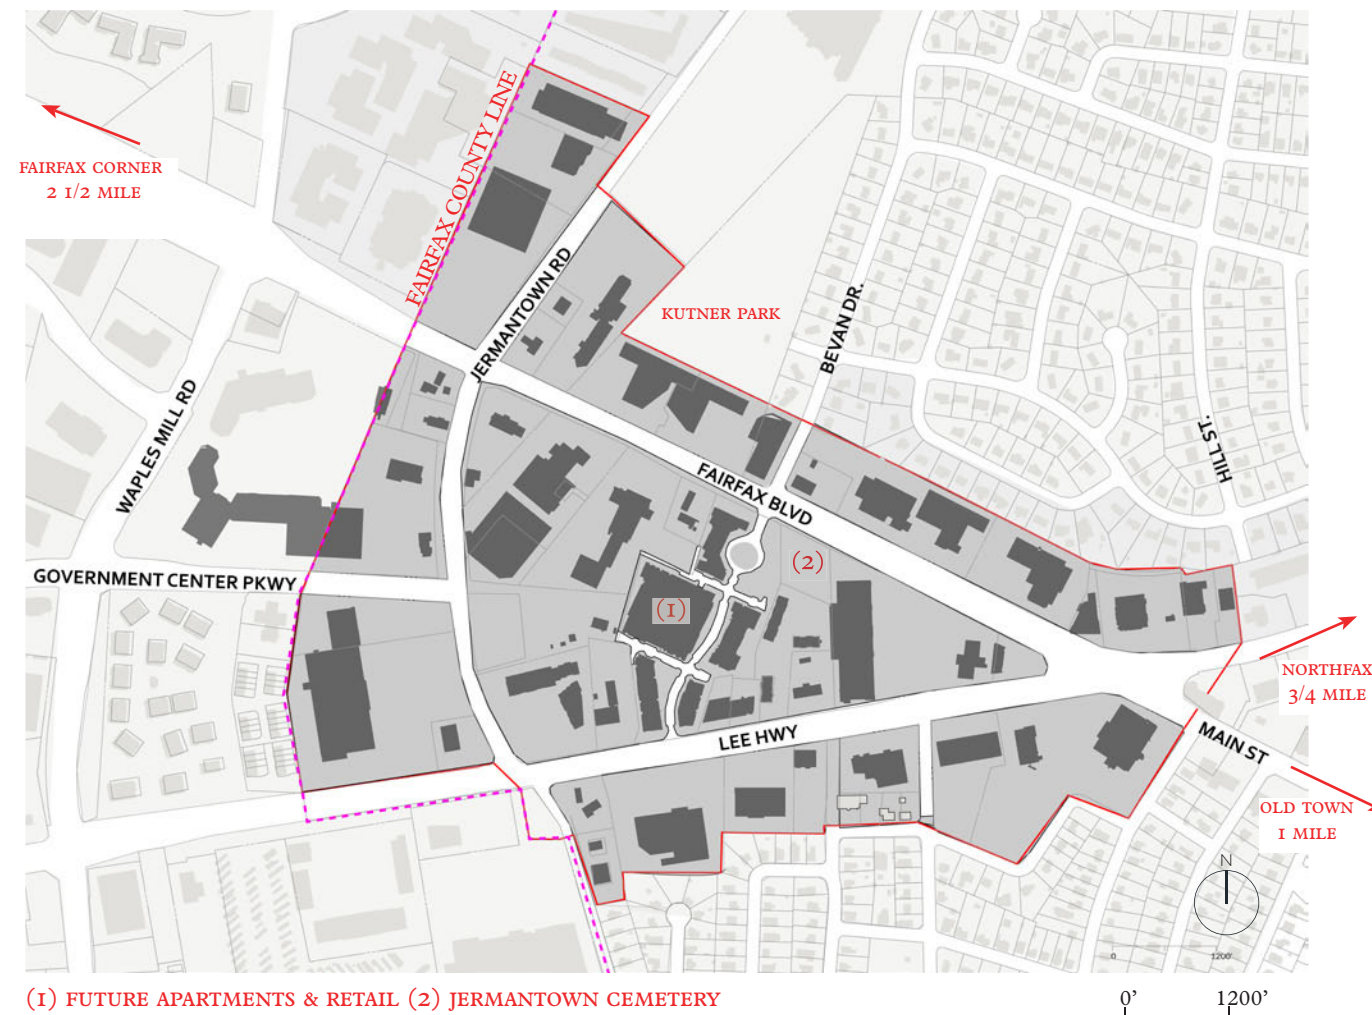 FAIRFAX CORNER
2 1/2 MILE
FAIRFAX COUNTY LINE
JERMANTOWN RD
KUTNER PARK
BEVAN DR.
WAPLES MILL RD
HILL ST.
FAIRFAX BLVD
(2)
GOVERNMENT CENTER PKWY
(1)
NORTHFAX
3/4 MILE
LEE HWY
MAIN ST
OLD TOWN
1 MILE
N
0 1200'
(1) FUTURE APARTMENTS & RETAIL (2) JERMANTOWN CEMETERY
0' 1200'